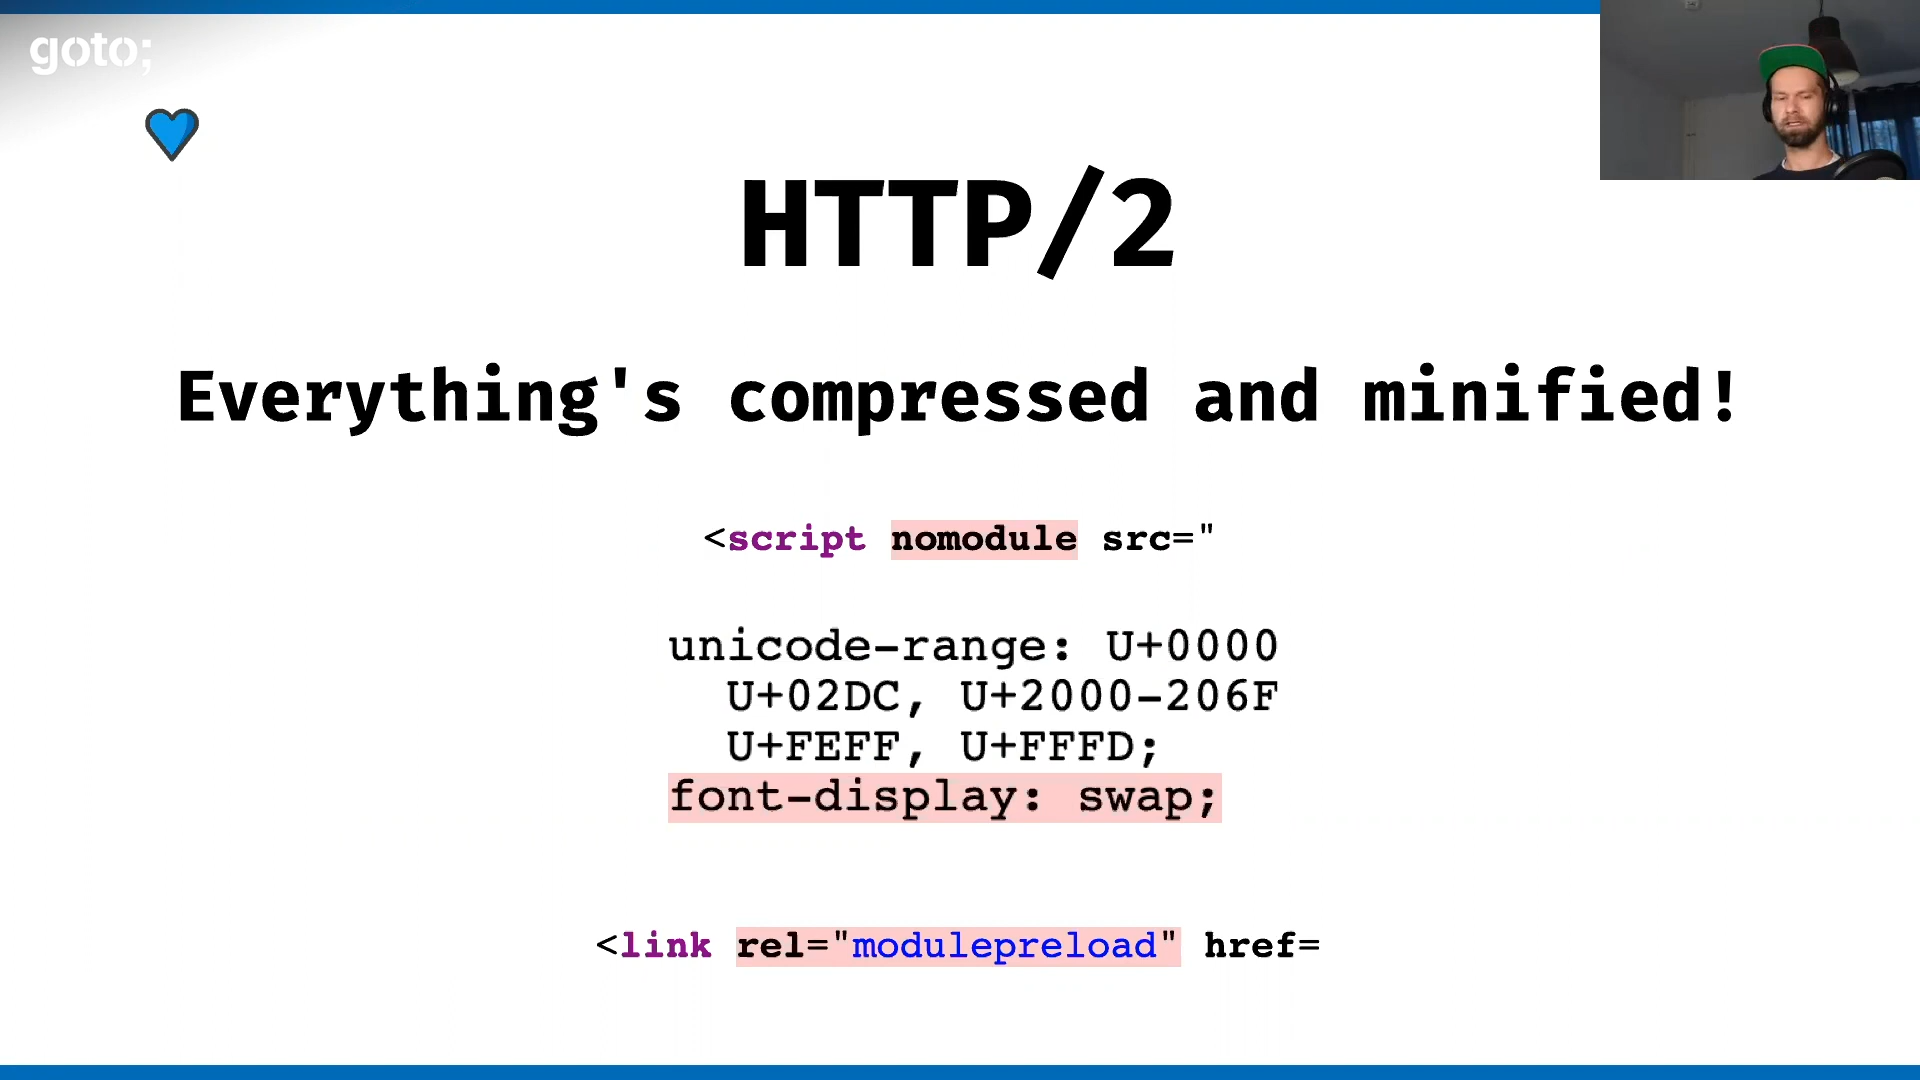 goto;
HTTP/2
Everything's compressed and minified!
<script nomodule src="
unicode-range: U+0000
U+02DC, U+2000-206F
U+FEFF, U+FFFD;
font-display: swap;
<link rel="modulepreload" href=